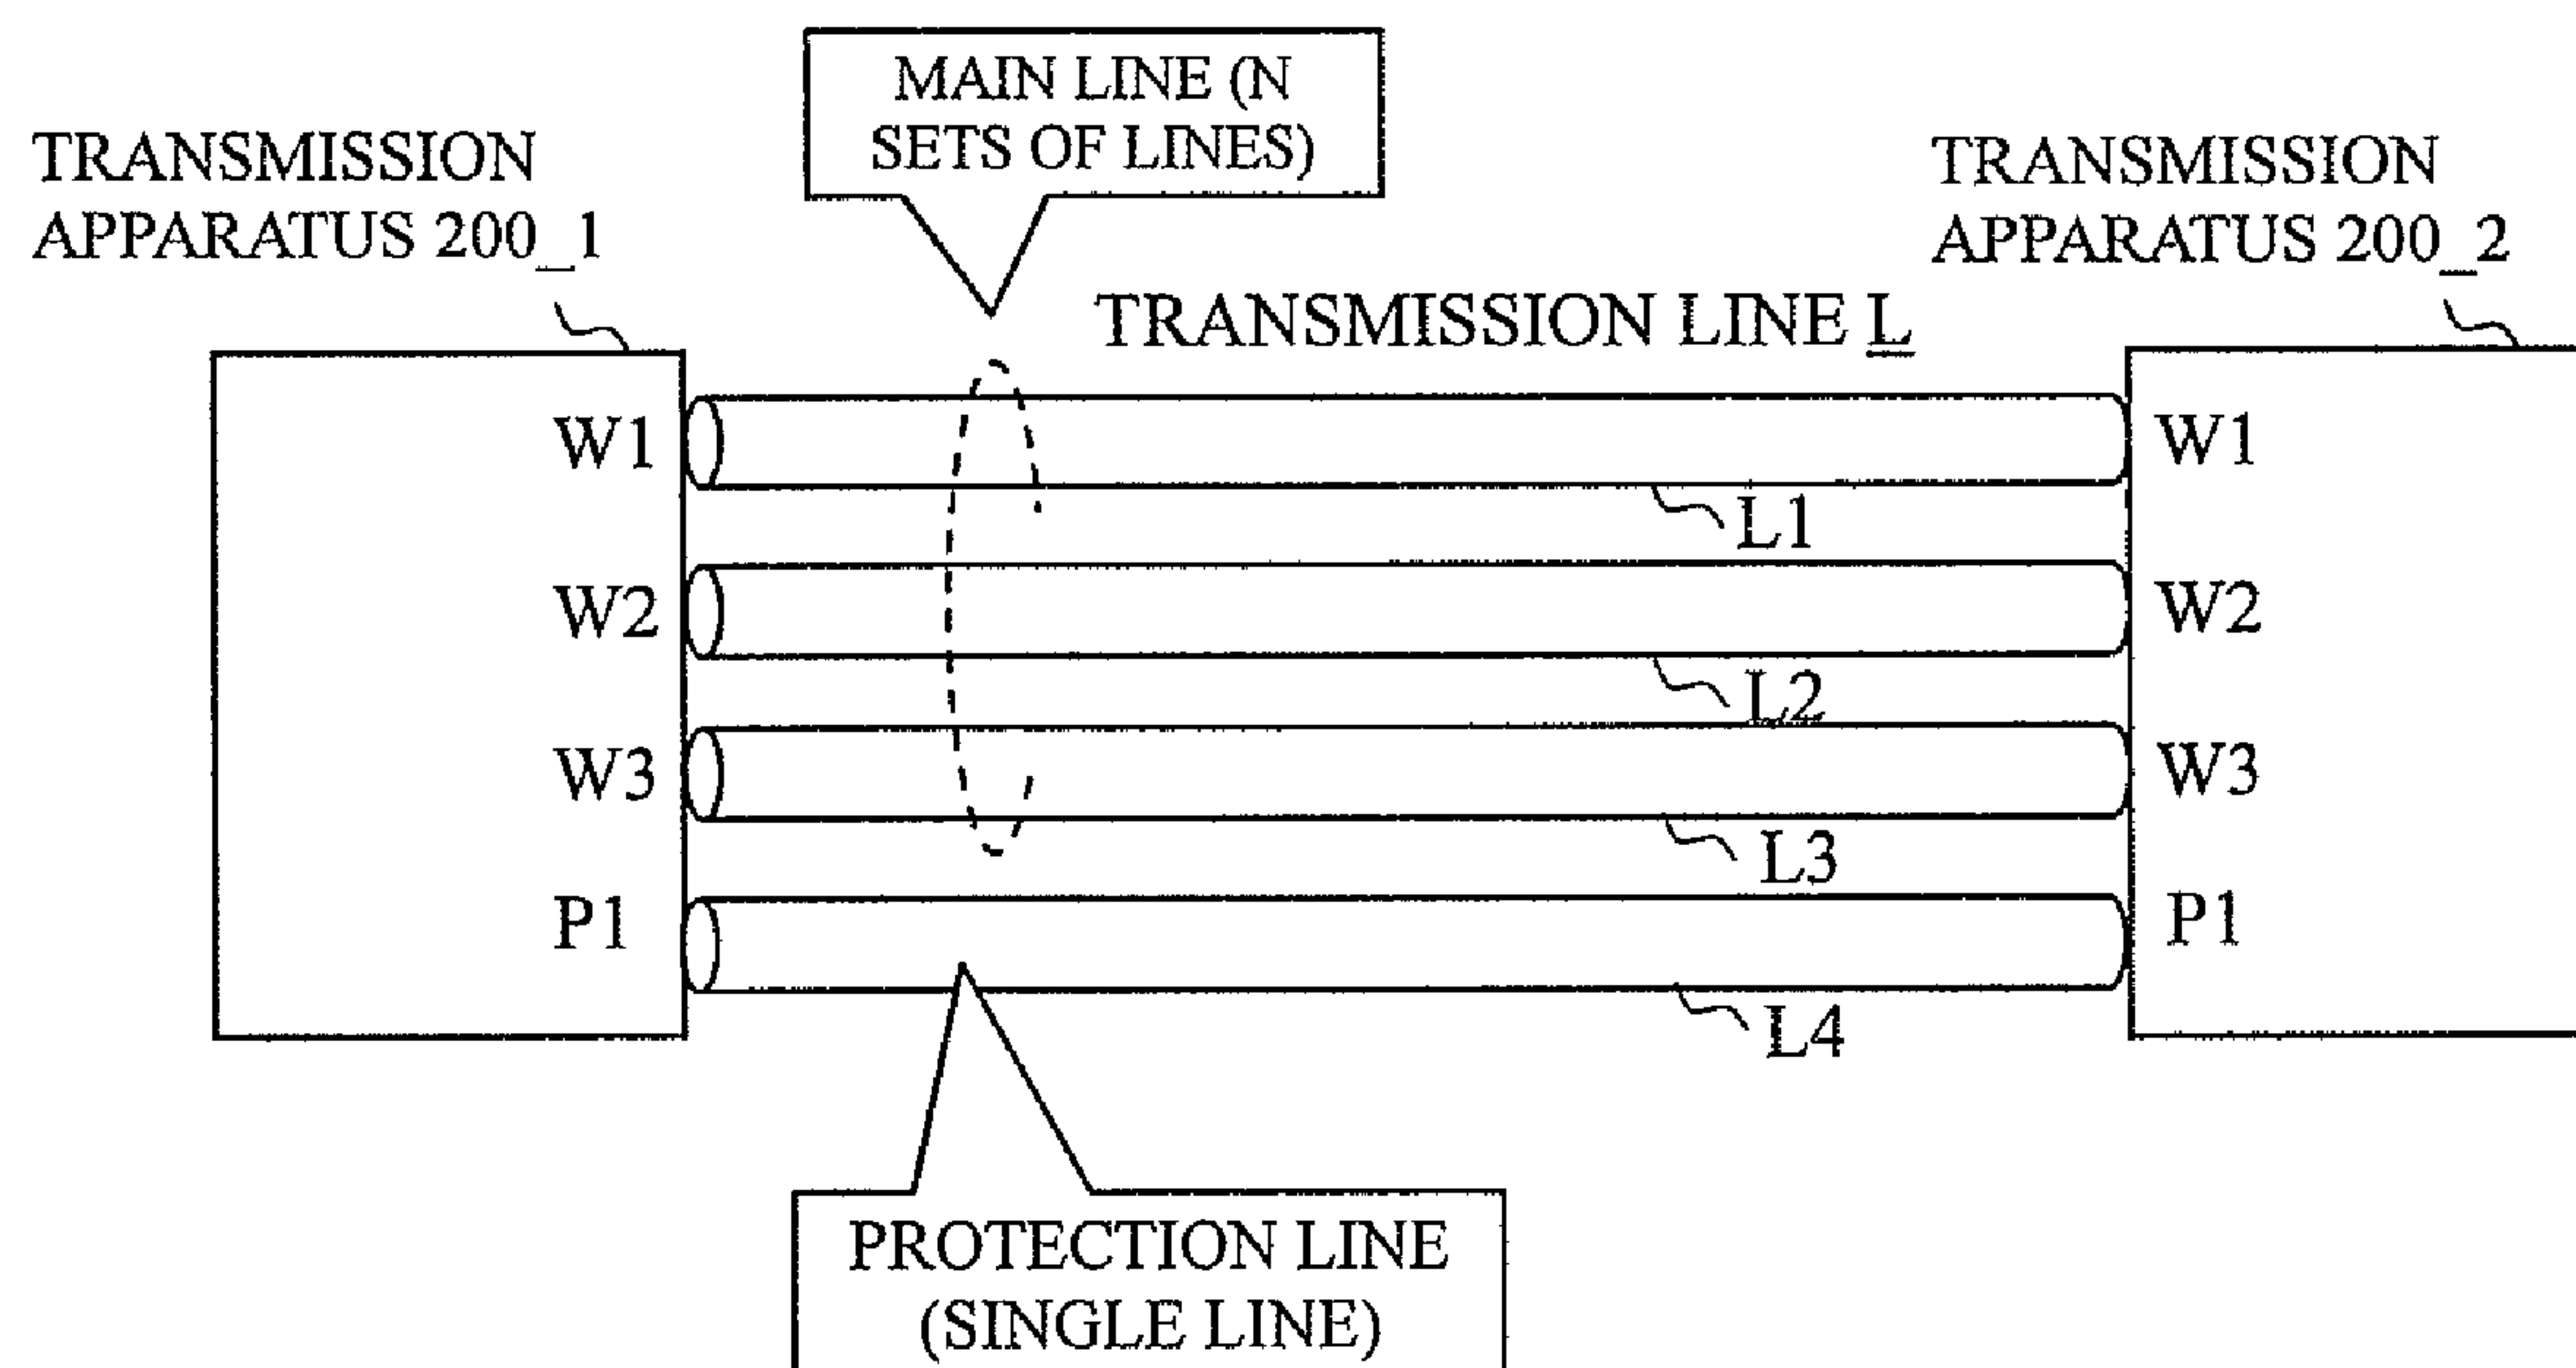 MAIN LINE (N
SETS OF LINES)
TRANSMISSION
APPARATUS 200_1
TRANSMISSION
APPARATUS 200_2
TRANSMISSION LINE L
W1
W1
L1
W2
W2
L2
W3
W3
L3
P1
P1
L4
PROTECTION LINE
(SINGLE LINE)